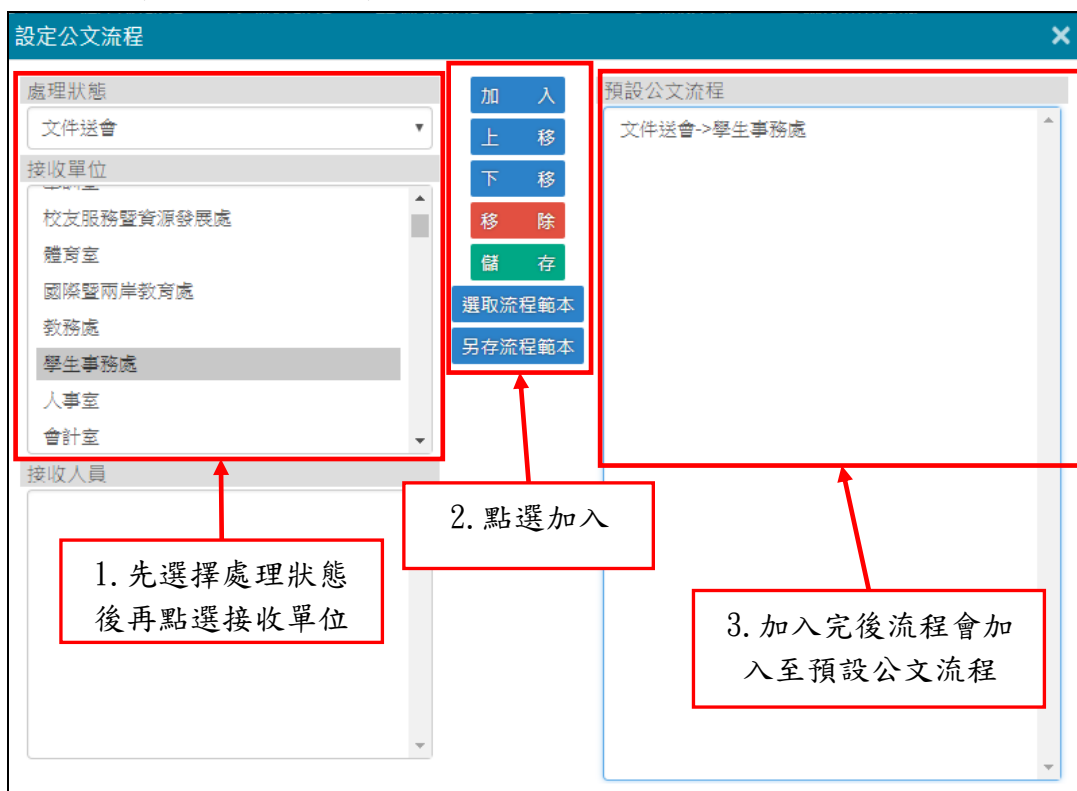 設定公文流程
處理狀態
文件送會
接收單位
校友服務暨資源發展處
體育室
國際暨兩岸教育處
教務處
學生事務處
人事室
會計室
接收人員
1.先選擇處理狀態
後再點選接收單位
加 入
上 移
下 移
移 除
儲 存
選取流程範本
另存流程範本
2.點選加入
預設公文流程
文件送會->學生事務處
3.加入完後流程會加
入至預設公文流程